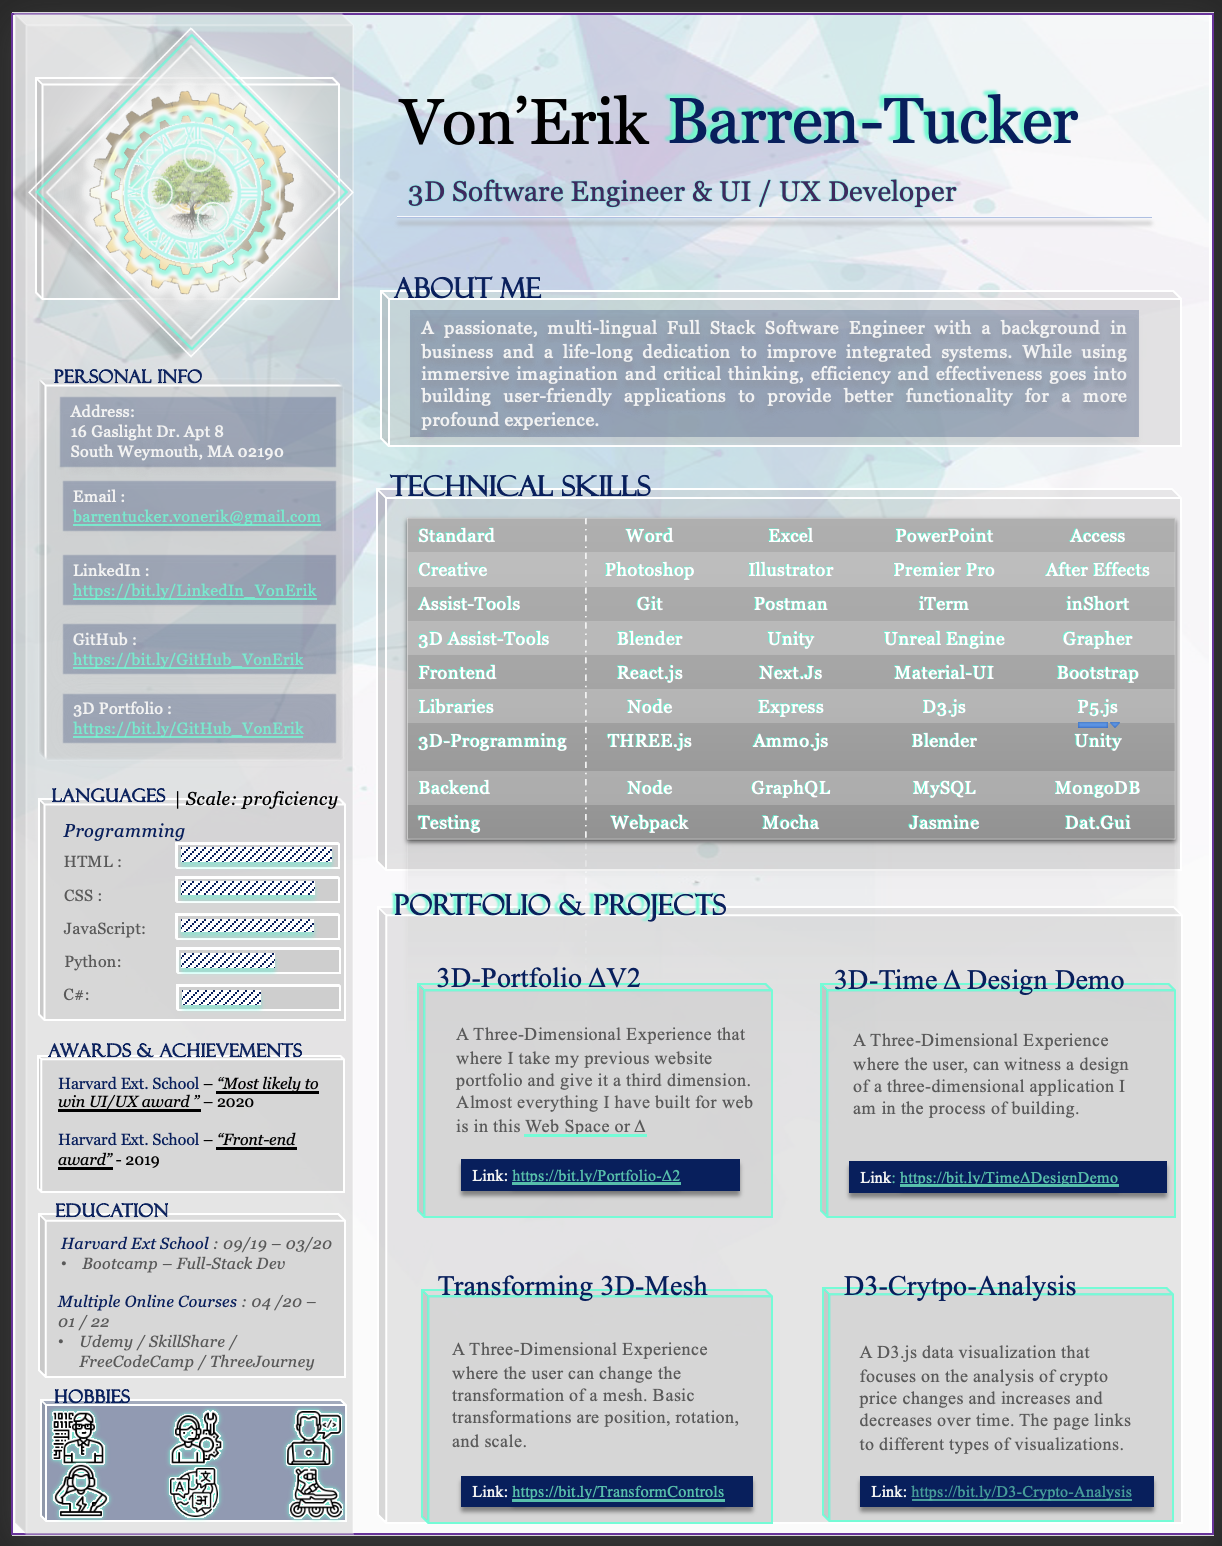 Von’Erik Barren-Tucker
3D Software Engineer & UI / UX Developer
PERSONAL INFO
Address:
16 Gaslight Dr. Apt 8
South Weymouth, MA 02190
Email :
barrentucker.vonerik@gmail.com
LinkedIn :
https://bit.ly/LinkedIn_VonErik
GitHub :
https://bit.ly/GitHub_VonErik
3D Portfolio :
https://bit.ly/GitHub_VonErik
LANGUAGES | Scale: proficiency
Programming
HTML :
CSS :
JavaScript:
Python:
C#:
AWARDS & ACHIEVEMENTS
Harvard Ext. School – “Most likely to
win UI/UX award ” – 2020
Harvard Ext. School – “Front-end
award” - 2019
EDUCATION
Harvard Ext School : 09/19 – 03/20
• Bootcamp – Full-Stack Dev
Multiple Online Courses : 04 /20 –
01 / 22
• Udemy / SkillShare /
FreeCodeCamp / ThreeJourney
HOBBIES
ABOUT ME
A passionate, multi-lingual Full Stack Software Engineer with a background in
business and a life-long dedication to improve integrated systems. While using
immersive imagination and critical thinking, efficiency and effectiveness goes into
building user-friendly applications to provide better functionality for a more
profound experience.
TECHNICAL SKILLS
Standard Word Excel PowerPoint Access
Creative Photoshop Illustrator Premier Pro After Effects
Assist-Tools Git Postman iTerm inShort
3D Assist-Tools Blender Unity Unreal Engine Grapher
Frontend React.js Next.Js Material-UI Bootstrap
Libraries Node Express D3.js P5.js
3D-Programming THREE.js Ammo.js Blender Unity
Backend Node GraphQL MySQL MongoDB
Testing Webpack Mocha Jasmine Dat.Gui
PORTFOLIO & PROJECTS
3D-Portfolio ΔV2
A Three-Dimensional Experience that
where I take my previous website
portfolio and give it a third dimension.
Almost everything I have built for web
is in this Web Space or Δ
Link: https://bit.ly/Portfolio-Δ2
3D-Time Δ Design Demo
A Three-Dimensional Experience
where the user, can witness a design
of a three-dimensional application I
am in the process of building.
Link: https://bit.ly/TimeΔDesignDemo
Transforming 3D-Mesh
A Three-Dimensional Experience
where the user can change the
transformation of a mesh. Basic
transformations are position, rotation,
and scale.
Link: https://bit.ly/TransformControls
D3-Crytpo-Analysis
A D3.js data visualization that
focuses on the analysis of crypto
price changes and increases and
decreases over time. The page links
to different types of visualizations.
Link: https://bit.ly/D3-Crypto-Analysis